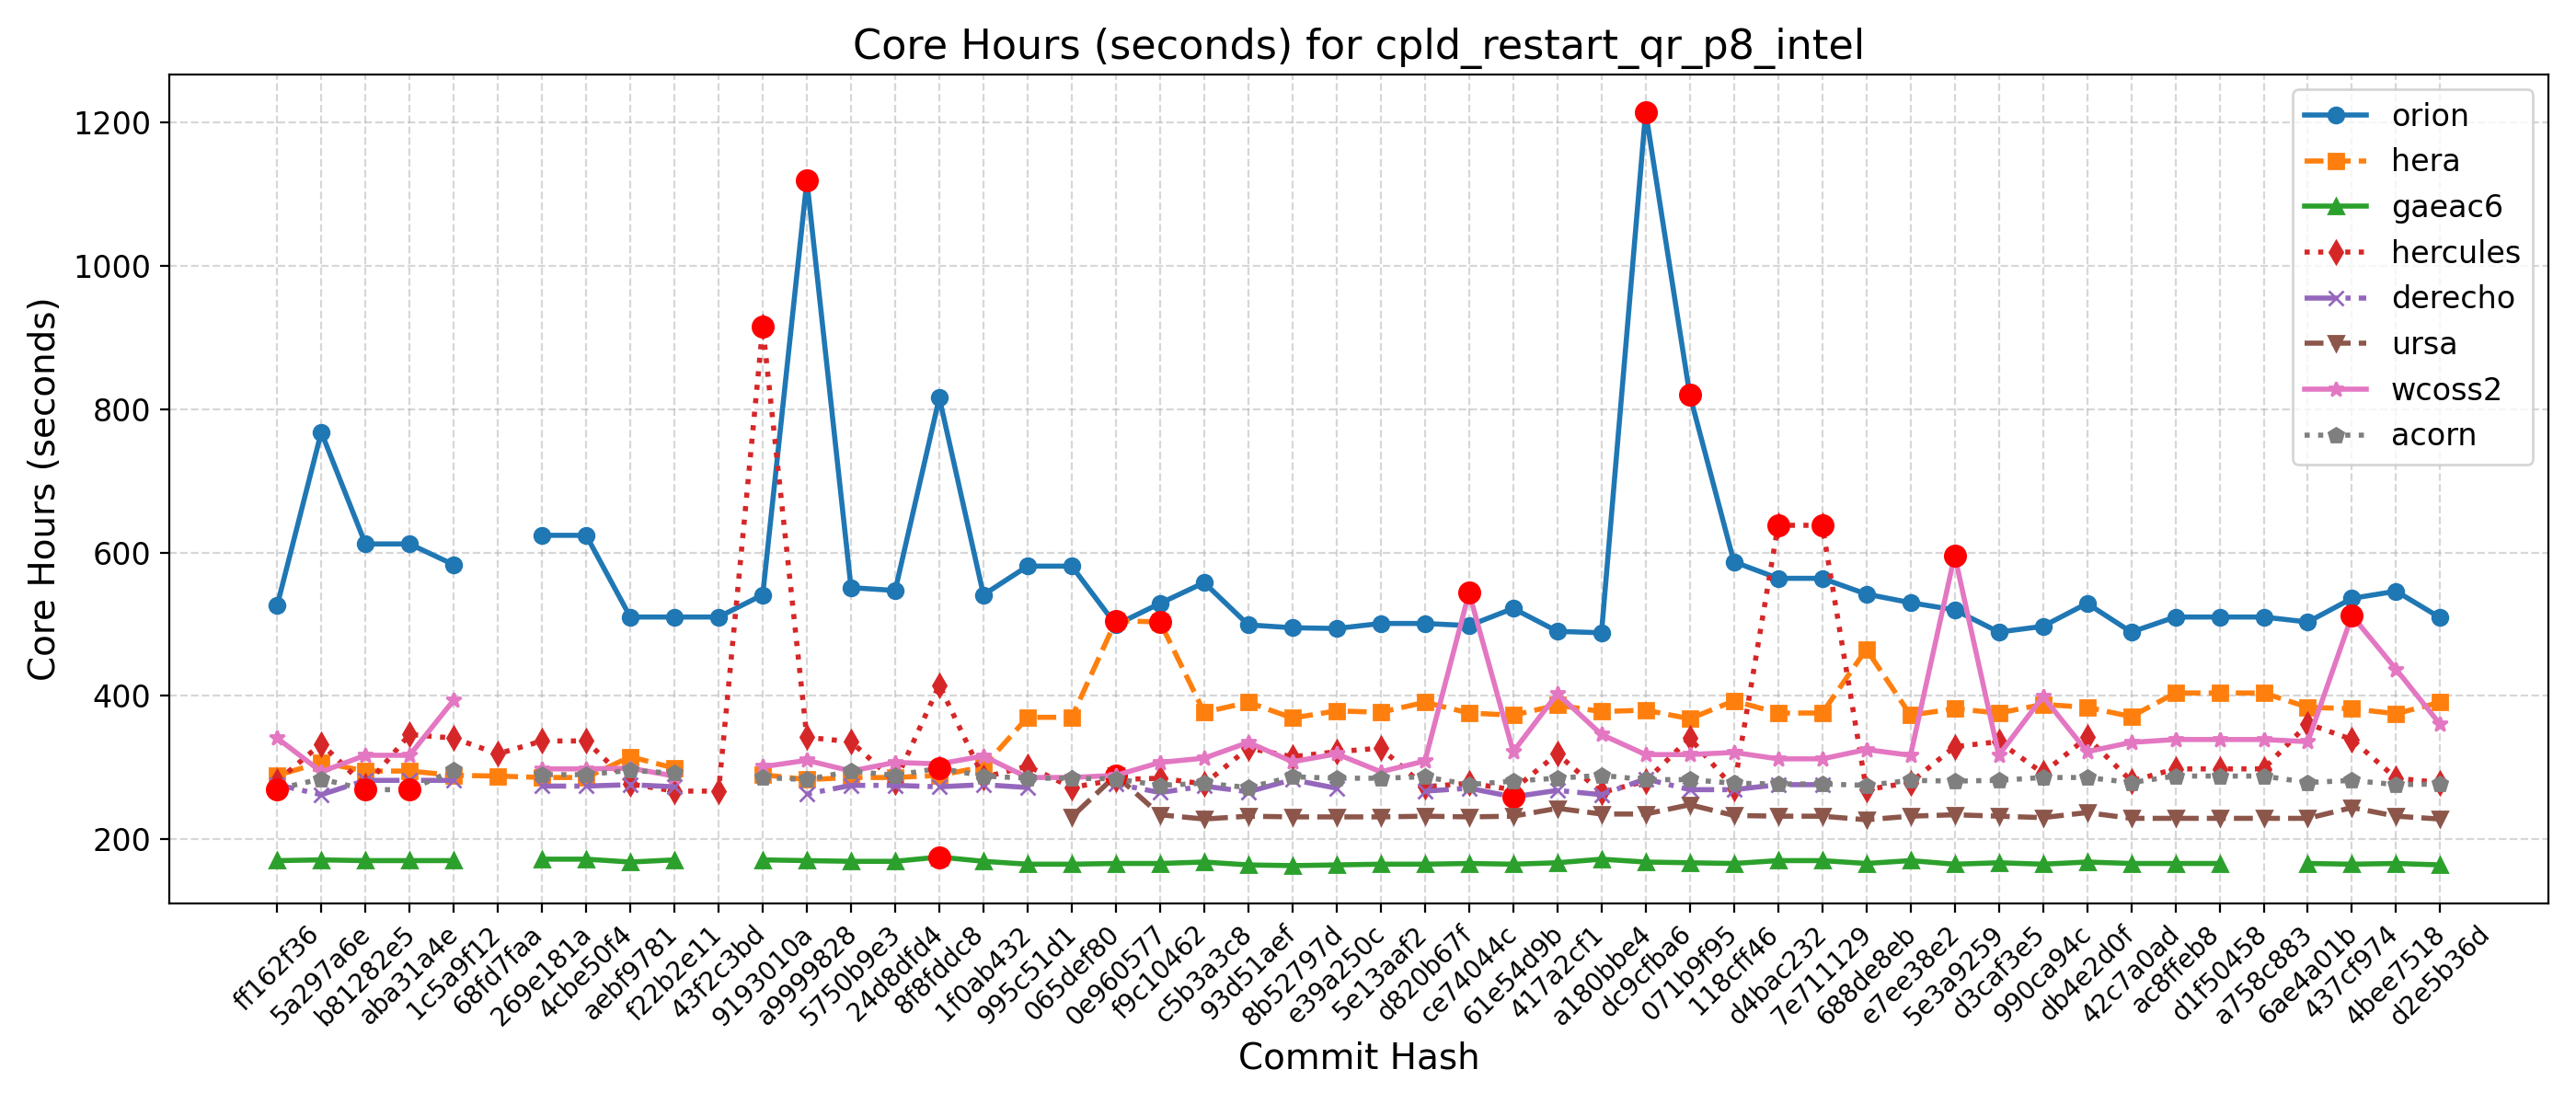 Core Hours (seconds) for cpld_restart_qr_p8_intel
Core Hours (seconds)
1200
1000
800
600
400
200
orion
hera
gaeac6
hercules
derecho
ursa
wcoss2
acorn
ff162f36
5a297a6e
b81282e5
aba31a4e
1c5a9f12
68fd7faa
269e181a
4cbe50f4
aebf9781
f22b2e11
43f2c3bd
9193010a
a9999828
5750b9e3
24d8dfd4
8f8fddc8
1f0ab432
995c51d1
065def80
0e960577
f9c10462
c5b3a3c8
93d51aef
8b52797d
e39a250c
5e13aaf2
d820b67f
ce74044c
61e54d9b
417a2cf1
a180bbe4
dc9cfba6
071b9f95
118cff46
d4bac232
7e711129
688de8eb
e7ee38e2
5e3a9259
d3caf3e5
990ca94c
db4e2d0f
42c7a0ad
ac8ffeb8
d1f50458
a758c883
6ae4a01b
437cf974
4bee7518
d2e5b36d
Commit Hash